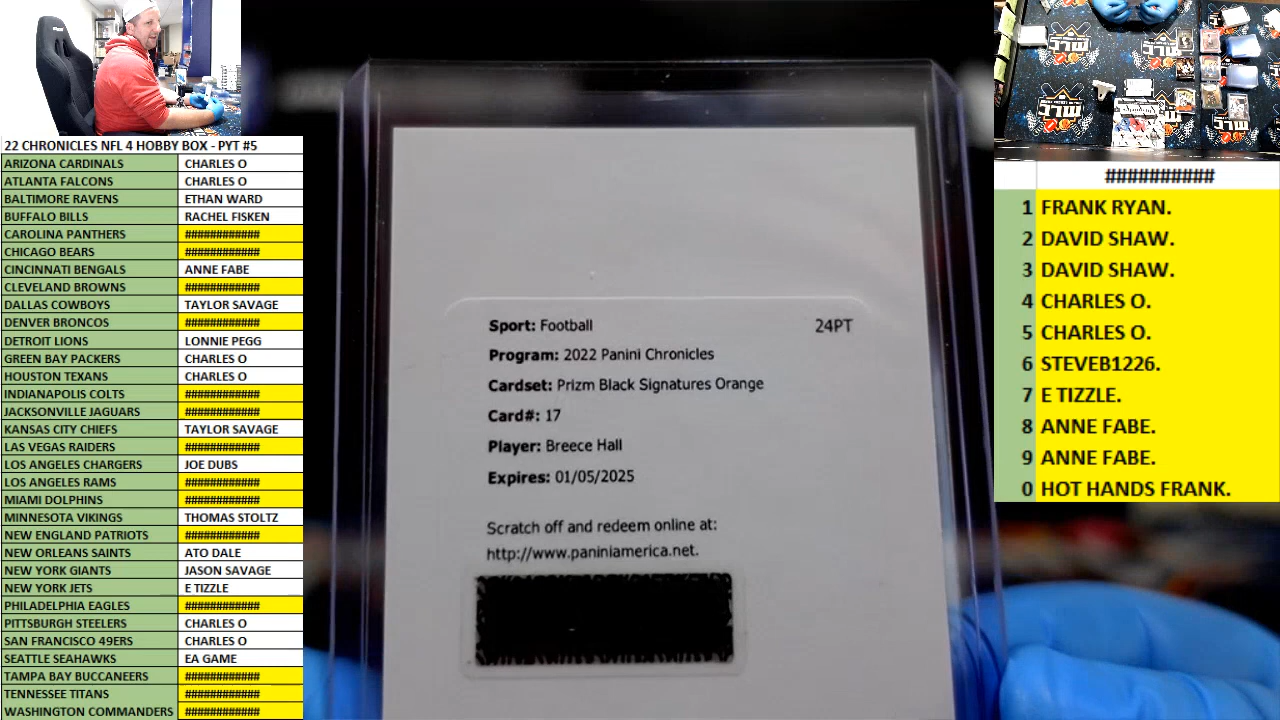 22 CHRONICLES NFL 4 HOBBY BOX - PYT #5
ARIZONA CARDINALS CHARLES O
ATLANTA FALCONS CHARLES O
BALTIMORE RAVENS ETHAN WARD
BUFFALO BILLS RACHEL FISKEN
CAROLINA PANTHERS ############
CHICAGO BEARS ############
CINCINNATI BENGALS ANNE FABE
CLEVELAND BROWNS ############
DALLAS COWBOYS TAYLOR SAVAGE
DENVER BRONCOS ############
DETROIT LIONS LONNIE PEGG
GREEN BAY PACKERS CHARLES O
HOUSTON TEXANS CHARLES O
INDIANAPOLIS COLTS ############
JACKSONVILLE JAGUARS ############
KANSAS CITY CHIEFS TAYLOR SAVAGE
LAS VEGAS RAIDERS ############
LOS ANGELES CHARGERS JOE DUBS
LOS ANGELES RAMS ############
MIAMI DOLPHINS ############
MINNESOTA VIKINGS THOMAS STOLTZ
NEW ENGLAND PATRIOTS ############
NEW ORLEANS SAINTS ATO DALE
NEW YORK GIANTS JASON SAVAGE
NEW YORK JETS E TIZZLE
PHILADELPHIA EAGLES ############
PITTSBURGH STEELERS CHARLES O
SAN FRANCISCO 49ERS CHARLES O
SEATTLE SEAHAWKS EA GAME
TAMPA BAY BUCCANEERS ############
TENNESSEE TITANS ############
WASHINGTON COMMANDERS ############
Sport: Football 24PT
Program: 2022 Panini Chronicles
Cardset: Prizm Black Signatures Orange
Card#: 17
Player: Breece Hall
Expires: 01/05/2025
Scratch off and redeem online at:
http://www.paniniamerica.net.
##########
1 FRANK RYAN.
2 DAVID SHAW.
3 DAVID SHAW.
4 CHARLES O.
5 CHARLES O.
6 STEVEB1226.
7 E TIZZLE.
8 ANNE FABE.
9 ANNE FABE.
0 HOT HANDS FRANK.